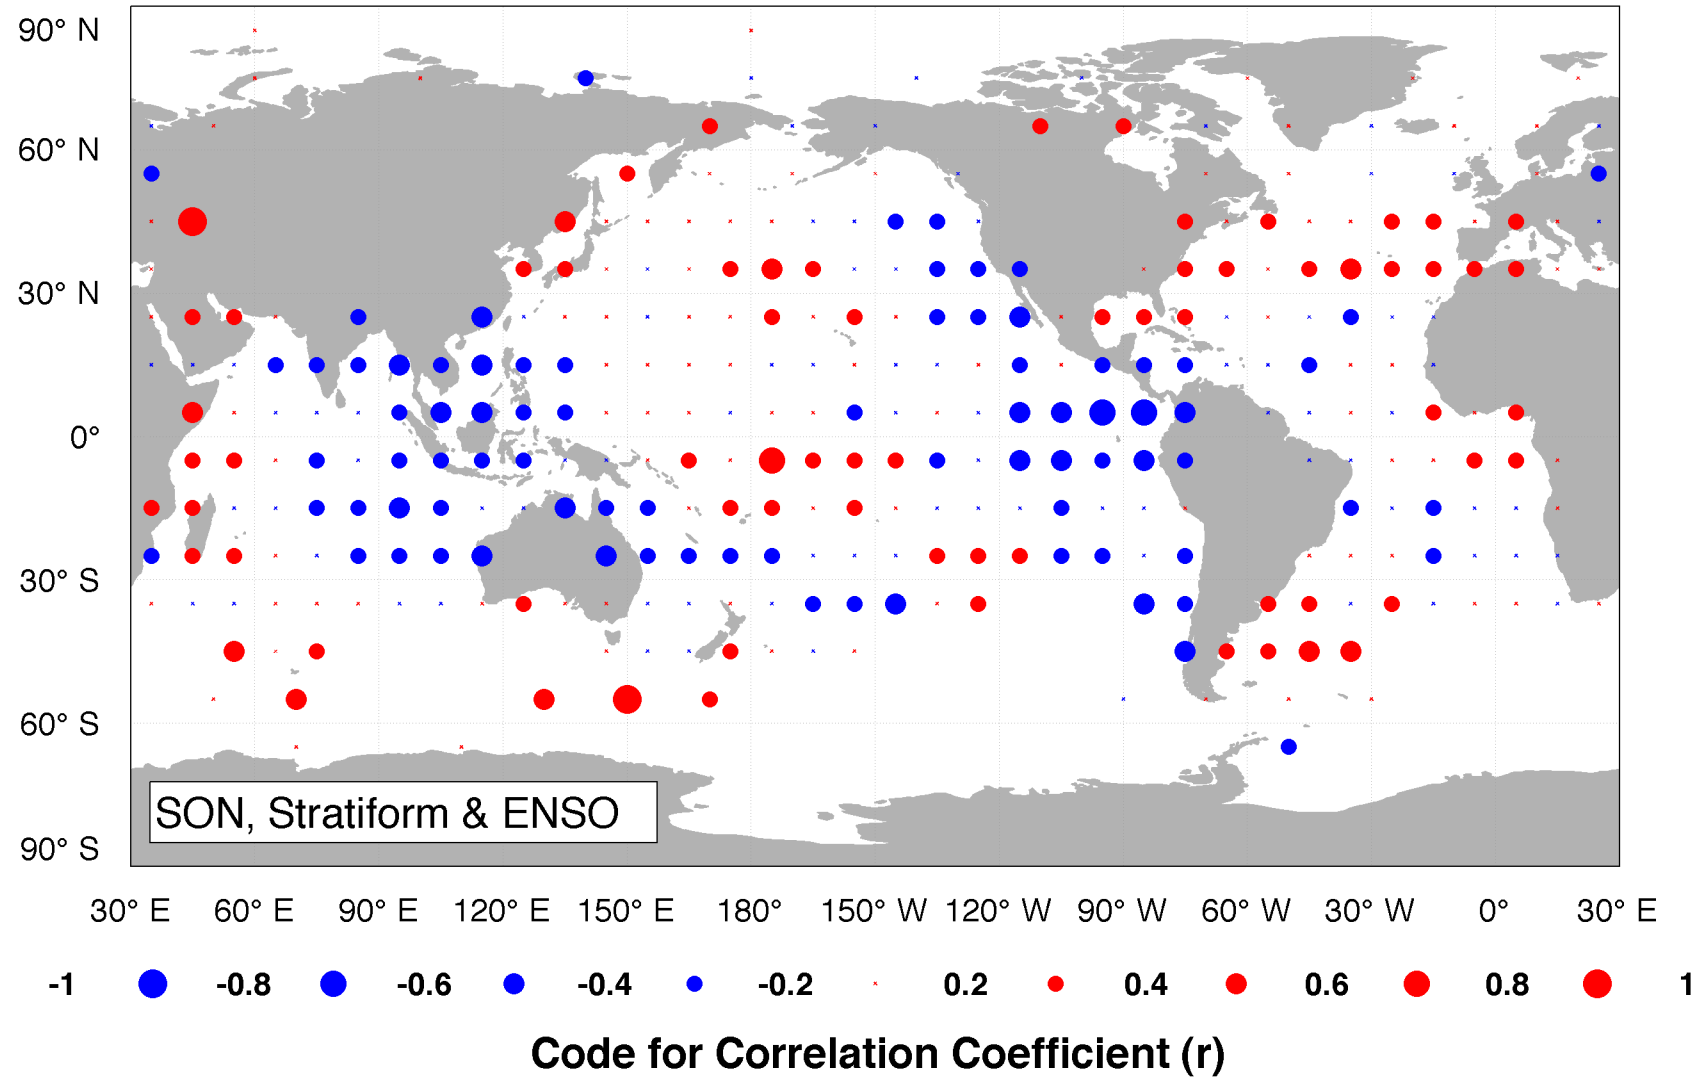 90° N
60° N
30° N
0°
30° S
60° S
90° S
SON, Stratiform & ENSO
30° E 60° E 90° E 120° E 150° E 180° 150° W 120° W 90° W 60° W 30° W 0° 30° E
-1 -0.8 -0.6 -0.4 -0.2 0.2 0.4 0.6 0.8 1
Code for Correlation Coefficient (r)